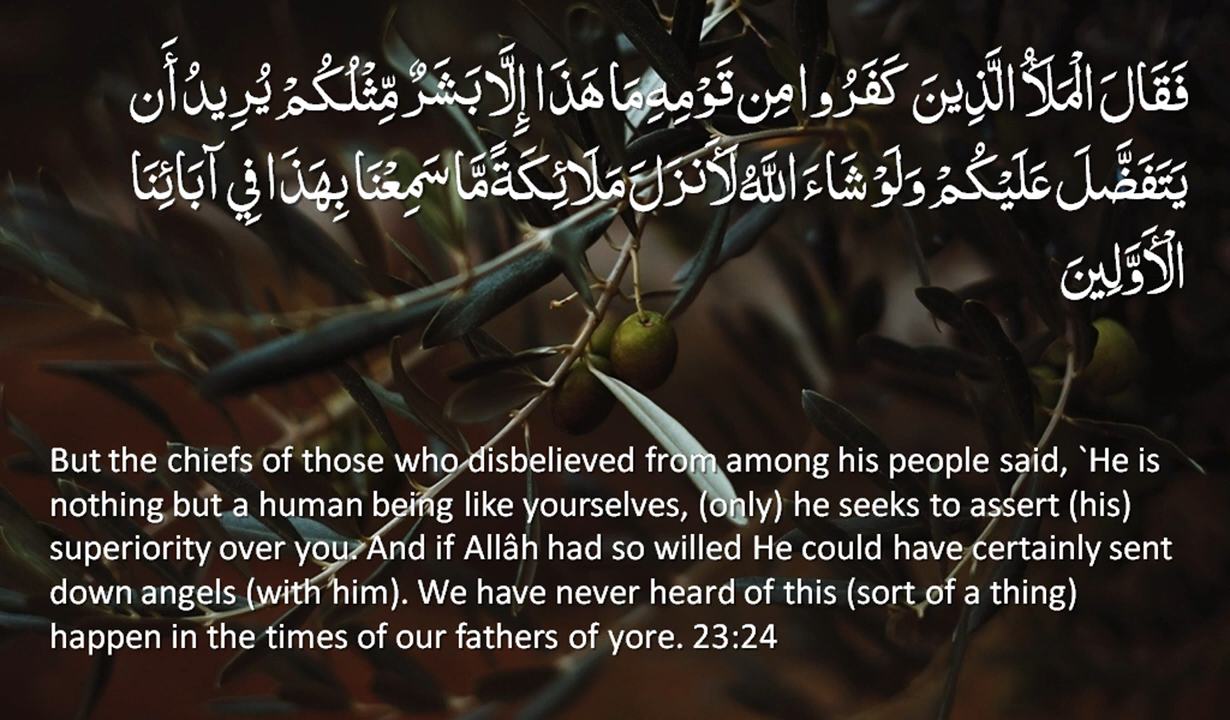 فَقَالَ الْمَلَأُ الَّذِينَ كَفَرُوا مِن قَوْمِهِ مَا هَذَا إِلَّا بَشَرٌ مِّثْلُكُمْ يُرِيدُ أَن
يَتَفَضَّلَ عَلَيْكُمْ وَلَوْ شَاءَ اللَّهُ لَأَنزَلَ مَلَائِكَةً مَّا سَمِعْنَا بِهَذَا فِي آبَائِنَا
الْأَوَّلِينَ
But the chiefs of those who disbelieved from among his people said, `He is
nothing but a human being like yourselves, (only) he seeks to assert (his)
superiority over you. And if Allâh had so willed He could have certainly sent
down angels (with him). We have never heard of this (sort of a thing)
happen in the times of our fathers of yore. 23:24